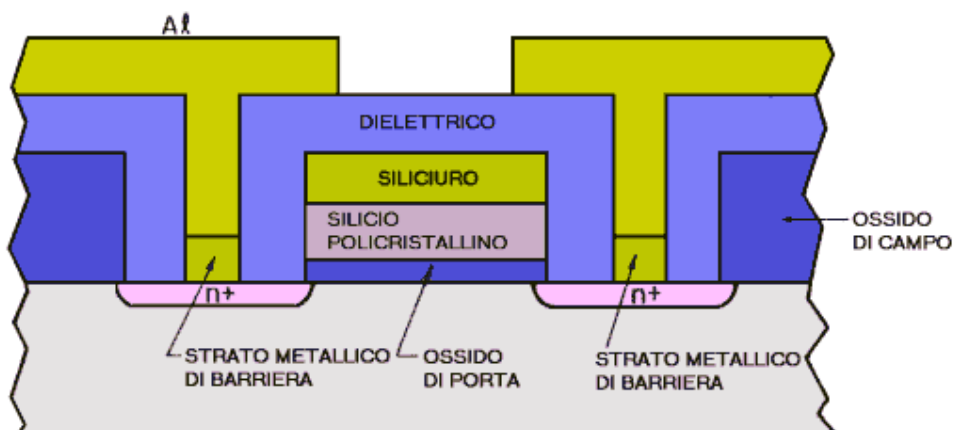 Al
DIELETTRICO
SILICIURO
SILICIO
POLICRISTALLINO
OSSIDO
DI CAMPO
n+
n+
STRATO METALLICO
DI BARRIERA
OSSIDO
DI PORTA
STRATO METALLICO
DI BARRIERA